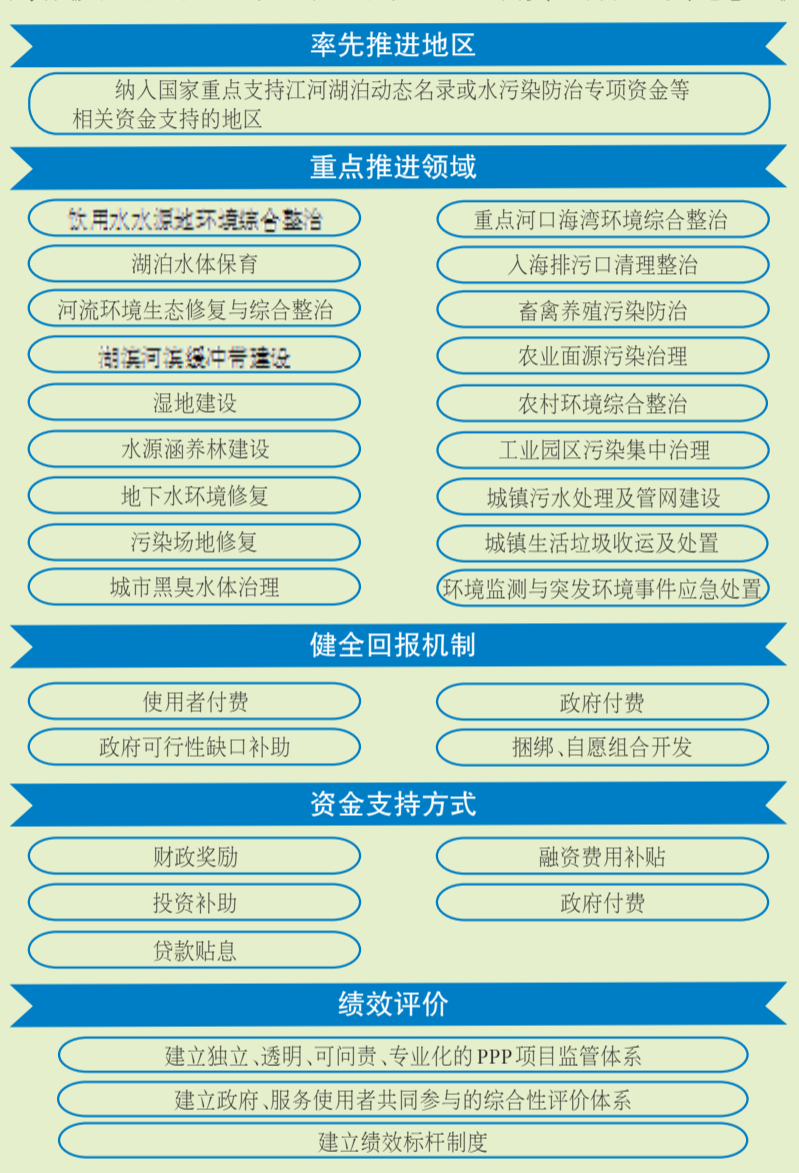 率先推进地区
纳入国家重点支持江河湖泊动态名录或水污染防治专项资金等
相关资金支持的地区
重点推进领域
饮用水水源地环境综合整治
重点河口海湾环境综合整治
湖泊水体保育
入海排污口清理整治
河流环境生态修复与综合整治
畜禽养殖污染防治
湖滨河滨缓冲带建设
农业面源污染治理
湿地建设
农村环境综合整治
水源涵养林建设
工业园区污染集中治理
地下水环境修复
城镇污水处理及管网建设
污染场地修复
城镇生活垃圾收运及处置
城市黑臭水体治理
环境监测与突发环境事件应急处置
健全回报机制
使用者付费
政府付费
政府可行性缺口补助
捆绑、自愿组合开发
资金支持方式
财政奖励
融资费用补贴
投资补助
政府付费
贷款贴息
绩效评价
建立独立、透明、可问责、专业化的PPP项目监管体系
建立政府、服务使用者共同参与的综合性评价体系
建立绩效标杆制度